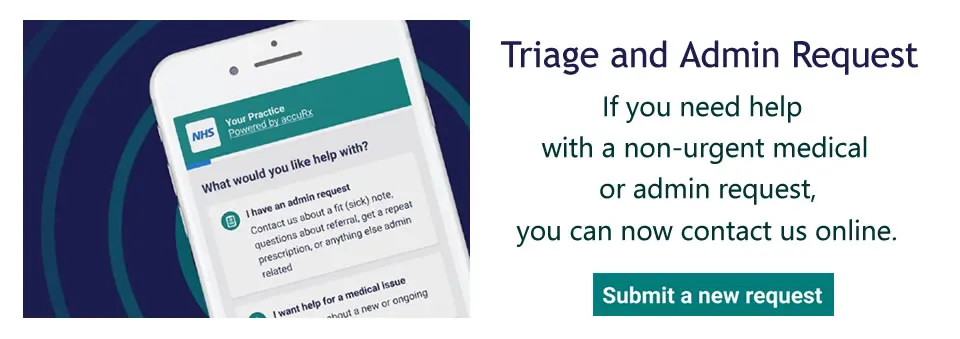 NHS
Your Practice
Powered by accuRx
What would you like help with?
I have an admin request
Contact us about a fit (sick) note,
questions about referral, get a repeat
prescription, or anything else admin
related
I want help for a medical issue
about a new or ongoing
Triage and Admin Request
If you need help
with a non-urgent medical
or admin request,
you can now contact us online.
Submit a new request